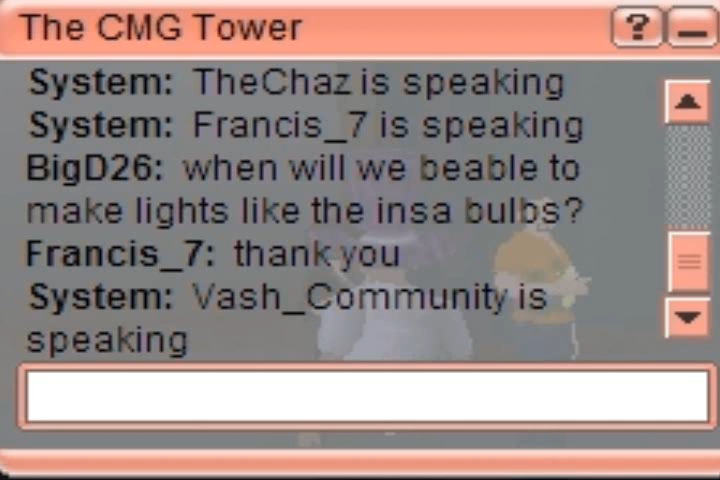 The CMG Tower
?
System: TheChaz is speaking
System: Francis_7 is speaking
BigD26: when will we beable to
make lights like the insa bulbs?
Francis_7: thank you
System: Vash_Community is
speaking